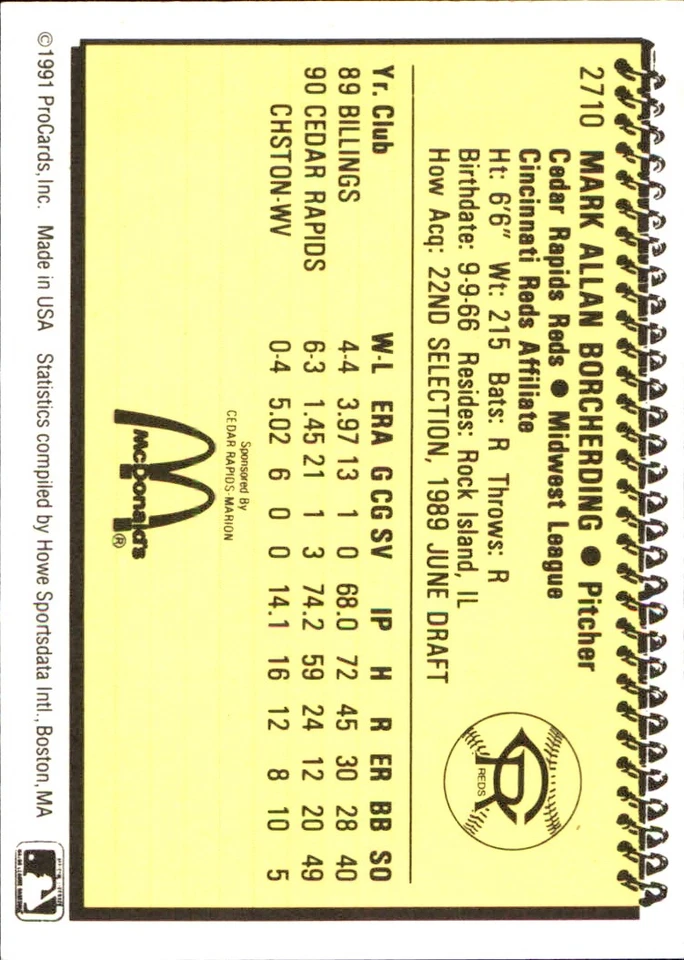 2710 MARK ALLAN BORCHERDING ● Pitcher
Cedar Rapids Reds ● Midwest League
Cincinnati Reds Affiliate
Ht: 6'6" Wt: 215 Bats: R Throws: R
Birthdate: 9-9-66 Resides: Rock Island, IL
How Acq: 22ND SELECTION, 1989 JUNE DRAFT
CR
REDS
Yr. Club W-L ERA G CG SV IP H R ER BB SO
89 BILLINGS 4-4 3.97 13 1 0 68.0 72 45 30 28 40
90 CEDAR RAPIDS 6-3 1.45 21 1 3 74.2 59 24 12 20 49
CHSTON-WV 0-4 5.02 6 0 0 14.1 16 12 8 10 5
Sponsored By
CEDAR RAPIDS-MARION
McDonald's®
©1991 ProCards, Inc. Made in USA Statistics compiled by Howe Sportsdata Intl., Boston, MA